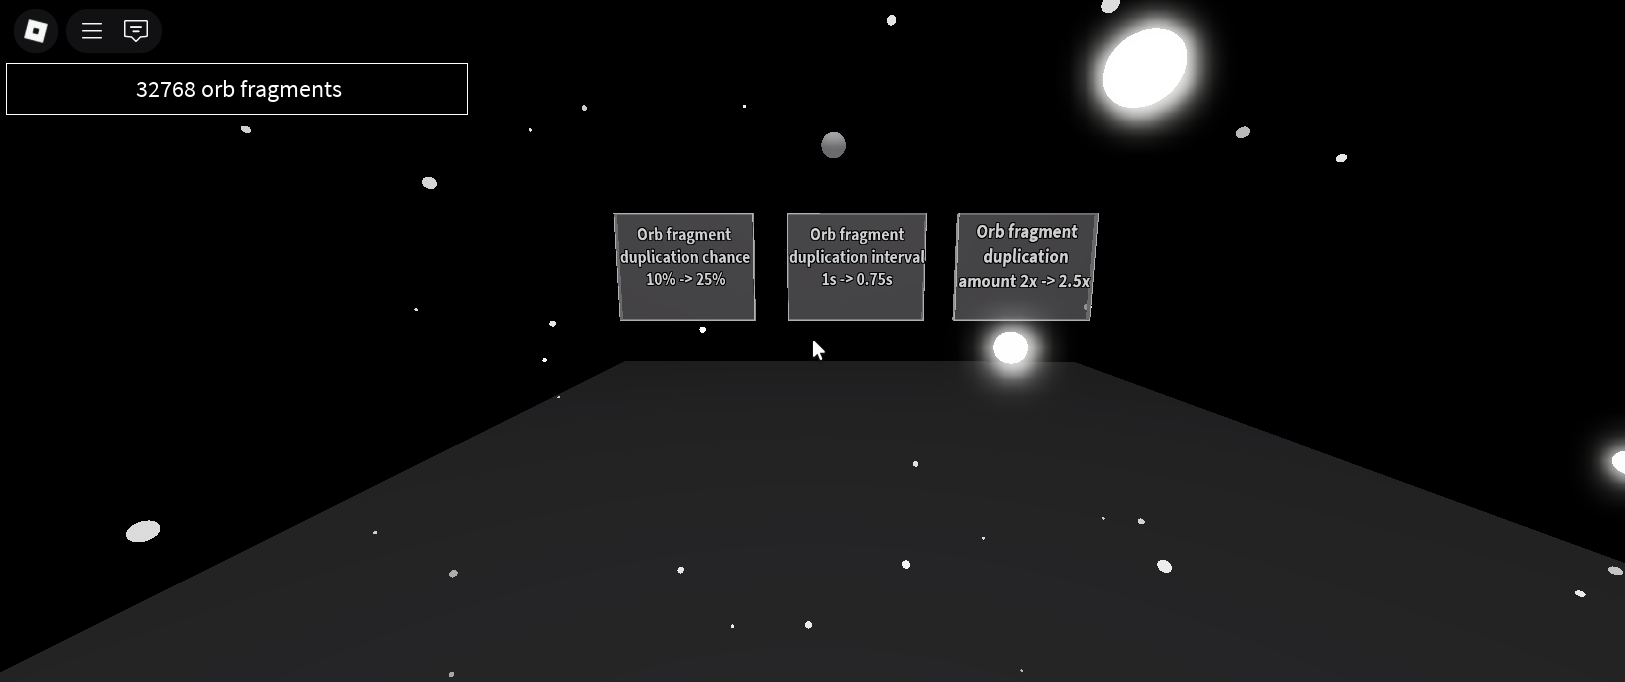 32768 orb fragments
Orb fragment
duplication chance
10% -> 25%
Orb fragment
duplication interval
1s -> 0.75s
Orb fragment
duplication
amount 2x -> 2.5x